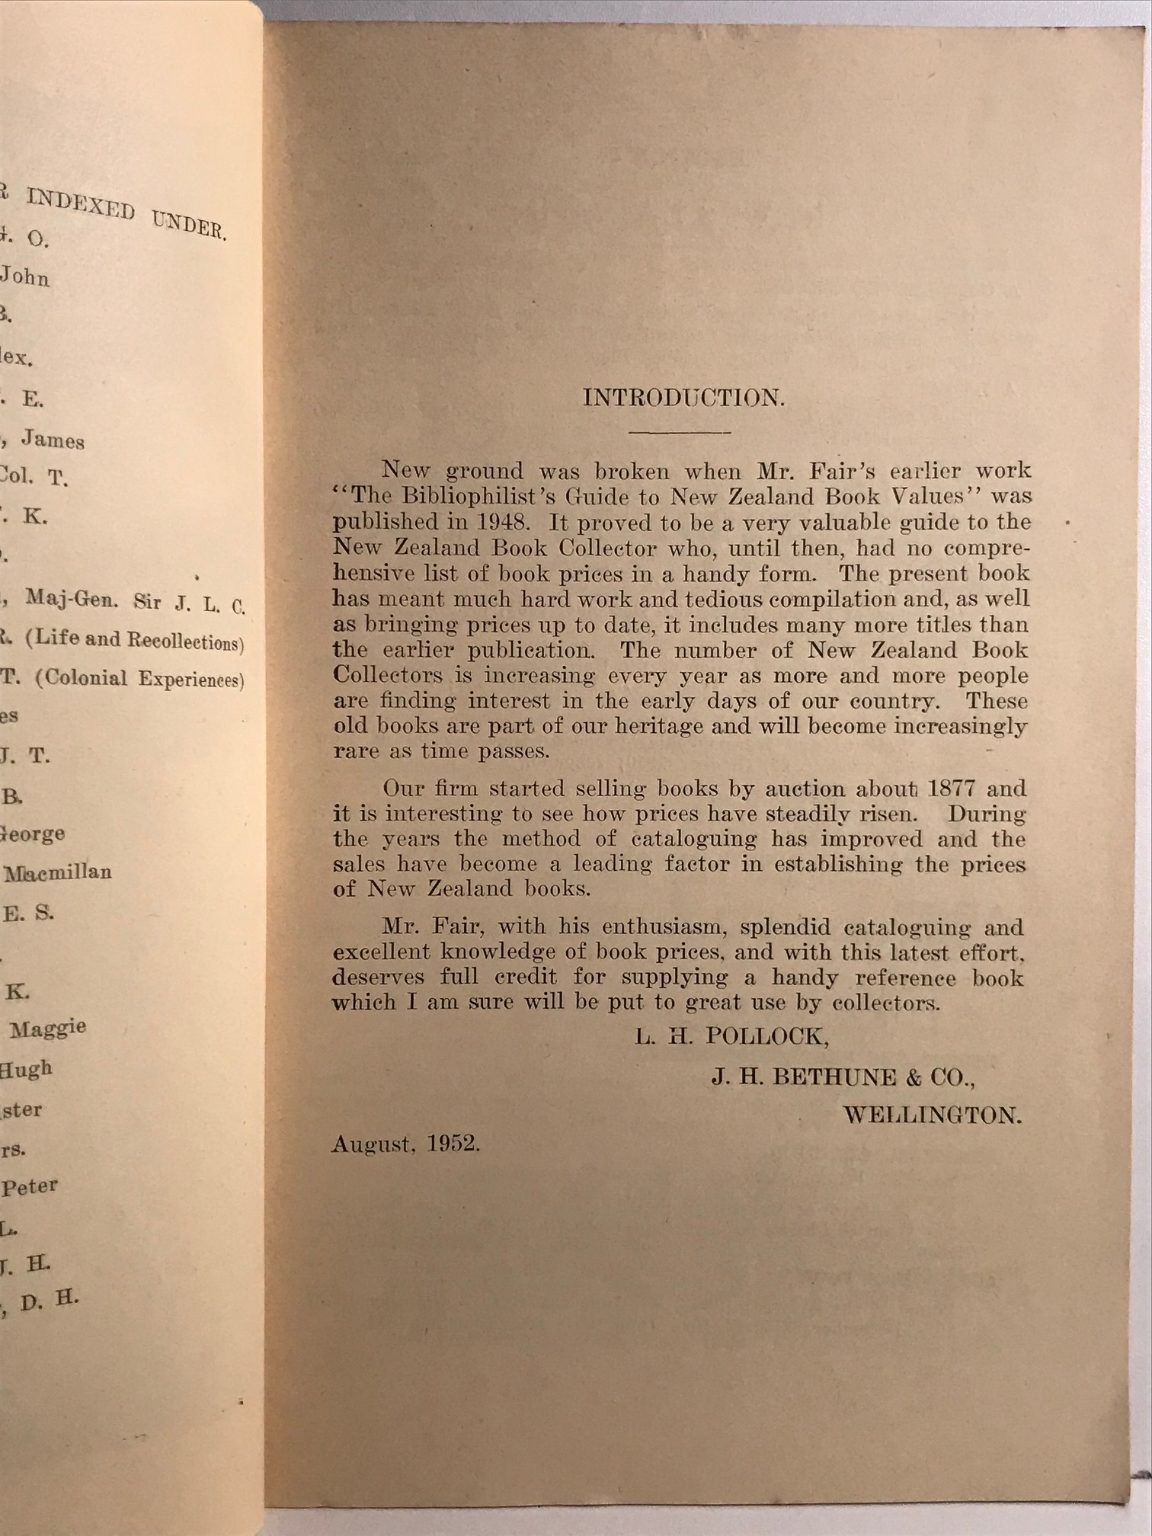 INDEXED UNDER.
O.
John
B.
E.
, James
Col. T.
K.
, Maj-Gen. Sir J. L. C.
R. (Life and Recollections)
T. (Colonial Experiences)
J. T.
B.
George
Macmillan
E. S.
K.
Maggie
Hugh
Peter
L.
J. H.
, D. H.
INTRODUCTION.
New ground was broken when Mr. Fair's earlier work
"The Bibliophilist's Guide to New Zealand Book Values" was
published in 1948. It proved to be a very valuable guide to the
New Zealand Book Collector who, until then, had no compre-
hensive list of book prices in a handy form. The present book
has meant much hard work and tedious compilation and, as well
as bringing prices up to date, it includes many more titles than
the earlier publication. The number of New Zealand Book
Collectors is increasing every year as more and more people
are finding interest in the early days of our country. These
old books are part of our heritage and will become increasingly
rare as time passes.
Our firm started selling books by auction about 1877 and
it is interesting to see how prices have steadily risen. During
the years the method of cataloguing has improved and the
sales have become a leading factor in establishing the prices
of New Zealand books.
Mr. Fair, with his enthusiasm, splendid cataloguing and
excellent knowledge of book prices, and with this latest effort,
deserves full credit for supplying a handy reference book
which I am sure will be put to great use by collectors.
L. H. POLLOCK,
J. H. BETHUNE & CO.,
WELLINGTON.
August, 1952.